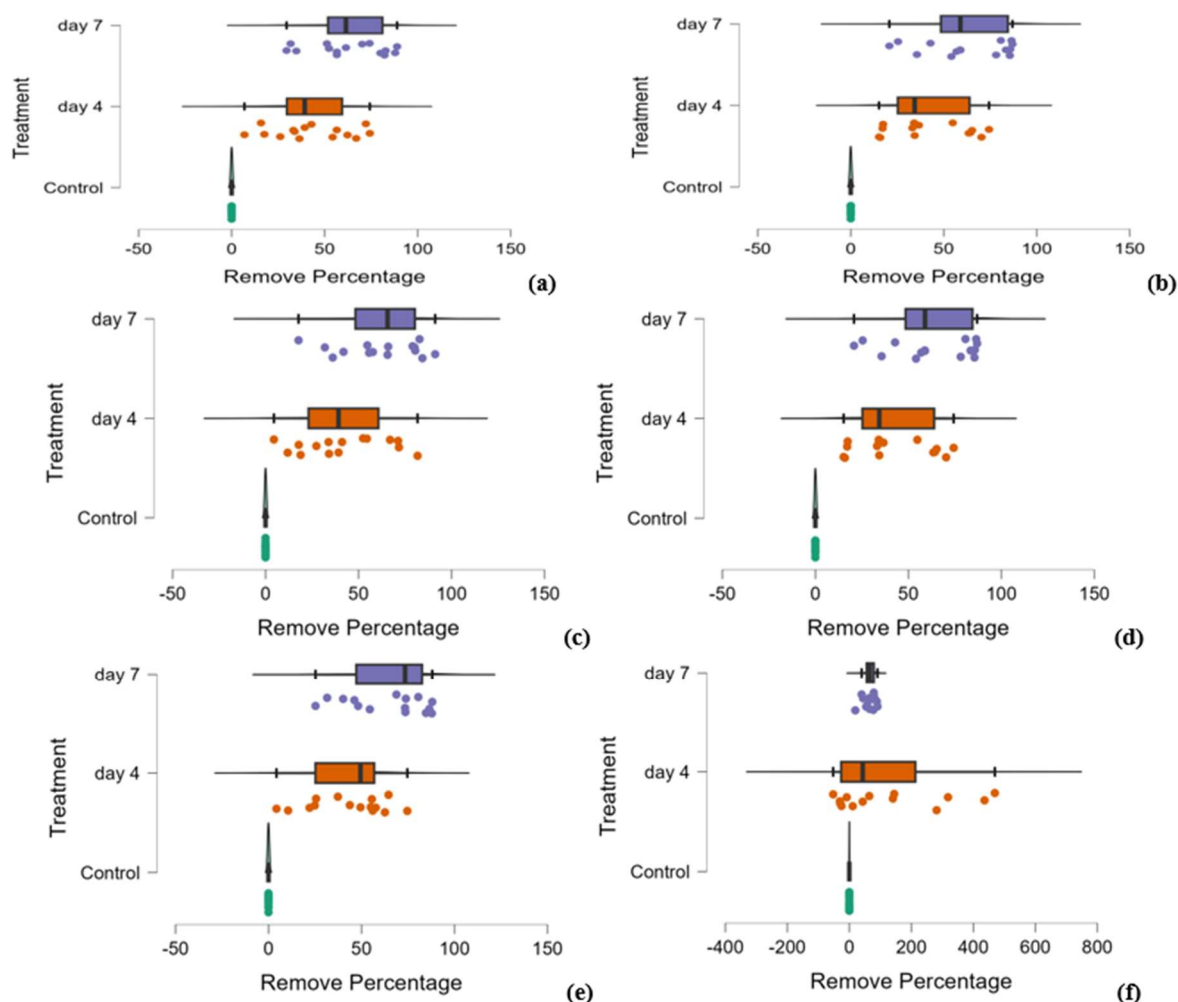 day 7
day 4
Control
Treatment
-50 0 50 100 150
Remove Percentage
(a)
day 7
day 4
Control
Treatment
-50 0 50 100 150
Remove Percentage
(b)
day 7
day 4
Control
Treatment
-50 0 50 100 150
Remove Percentage
(c)
day 7
day 4
Control
Treatment
-50 0 50 100 150
Remove Percentage
(d)
day 7
day 4
Control
Treatment
-50 0 50 100 150
Remove Percentage
(e)
day 7
day 4
Control
Treatment
-400 -200 0 200 400 600 800
Remove Percentage
(f)